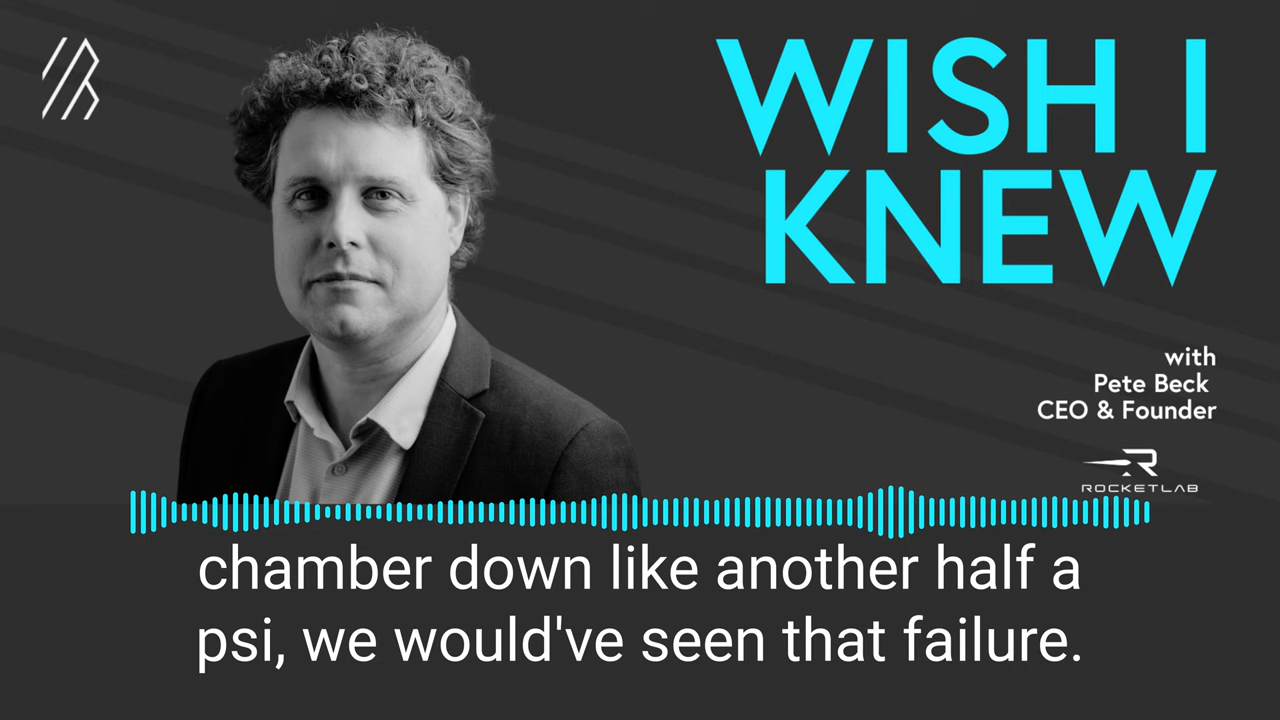 WISH I
KNEW
with
Pete Beck
CEO & Founder
ROCKETLAB
chamber down like another half a
psi, we would've seen that failure.